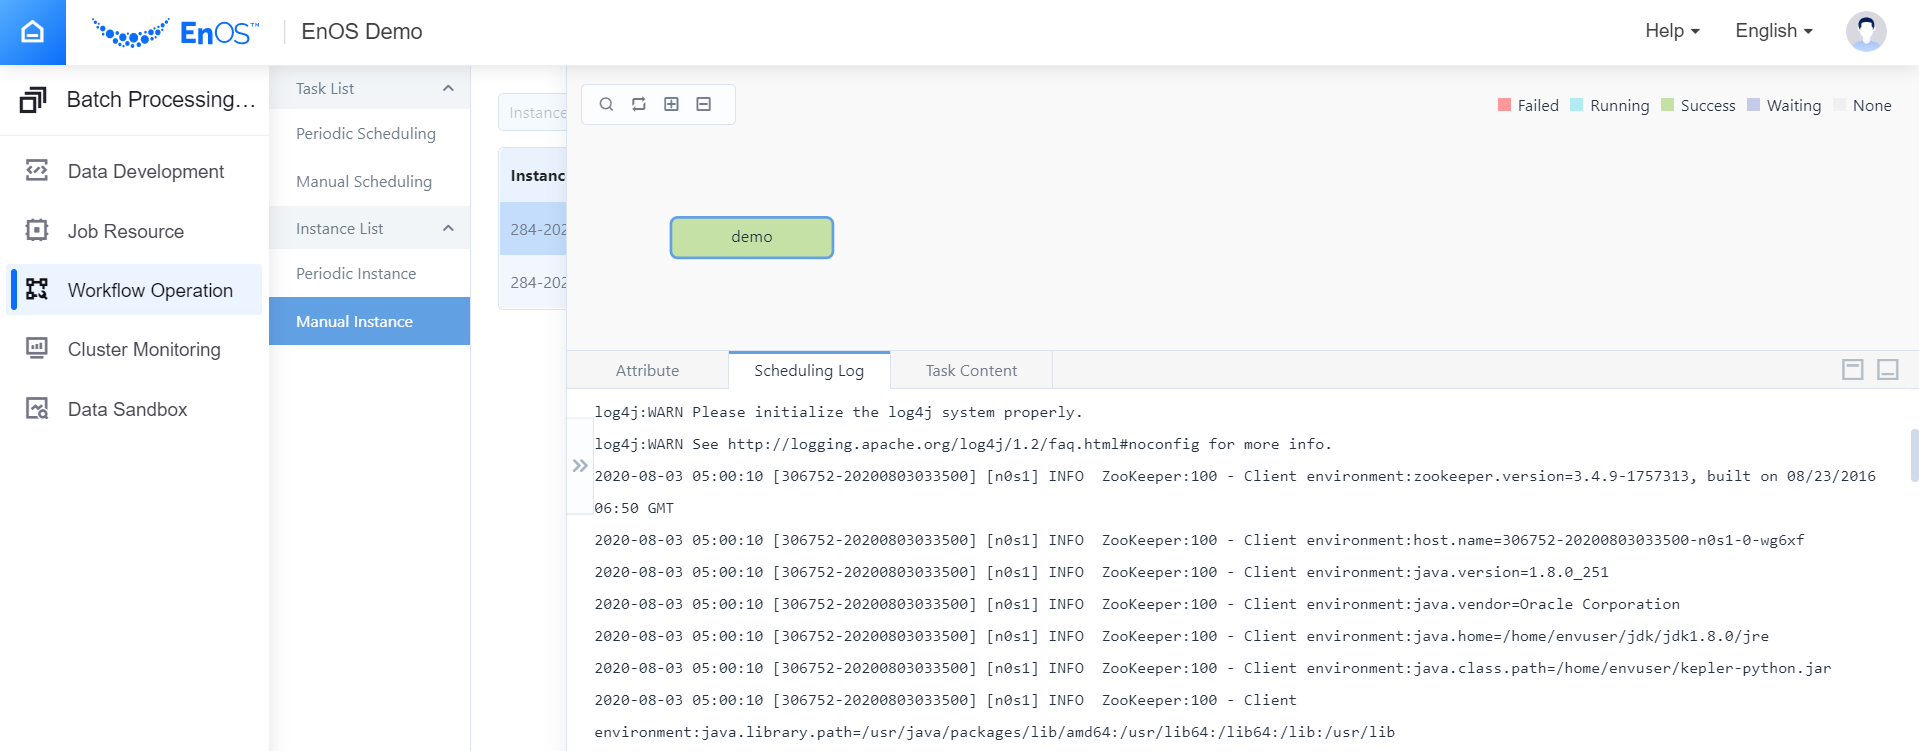 EnOS™ EnOS Demo Help English
Batch Processing...
Data Development
Job Resource
Workflow Operation
Cluster Monitoring
Data Sandbox
Task List
Periodic Scheduling
Manual Scheduling
Instance List
Periodic Instance
Manual Instance
Instance
Instanc
284-202
284-202
Failed Running Success Waiting None
demo
Attribute Scheduling Log Task Content
log4j:WARN Please initialize the log4j system properly.
log4j:WARN See http://logging.apache.org/log4j/1.2/faq.html#noconfig for more info.
2020-08-03 05:00:10 [306752-20200803033500] [n0s1] INFO  ZooKeeper:100 - Client environment:zookeeper.version=3.4.9-1757313, built on 08/23/2016
06:50 GMT
2020-08-03 05:00:10 [306752-20200803033500] [n0s1] INFO  ZooKeeper:100 - Client environment:host.name=306752-20200803033500-n0s1-0-wg6xf
2020-08-03 05:00:10 [306752-20200803033500] [n0s1] INFO  ZooKeeper:100 - Client environment:java.version=1.8.0_251
2020-08-03 05:00:10 [306752-20200803033500] [n0s1] INFO  ZooKeeper:100 - Client environment:java.vendor=Oracle Corporation
2020-08-03 05:00:10 [306752-20200803033500] [n0s1] INFO  ZooKeeper:100 - Client environment:java.home=/home/envuser/jdk/jdk1.8.0/jre
2020-08-03 05:00:10 [306752-20200803033500] [n0s1] INFO  ZooKeeper:100 - Client environment:java.class.path=/home/envuser/kepler-python.jar
2020-08-03 05:00:10 [306752-20200803033500] [n0s1] INFO  ZooKeeper:100 - Client
environment:java.library.path=/usr/java/packages/lib/amd64:/usr/lib64:/lib64:/lib:/usr/lib